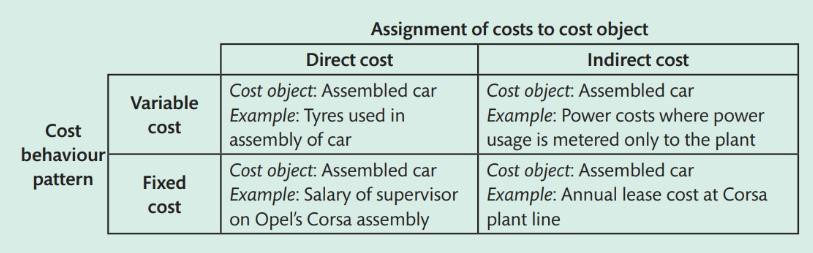 Assignment of costs to cost object
Direct cost
Indirect cost
Cost behaviour pattern
Variable cost
Cost object: Assembled car
Example: Tyres used in
assembly of car
Cost object: Assembled car
Example: Power costs where power
usage is metered only to the plant
Fixed cost
Cost object: Assembled car
Example: Salary of supervisor
on Opel's Corsa assembly
Cost object: Assembled car
Example: Annual lease cost at Corsa
plant line